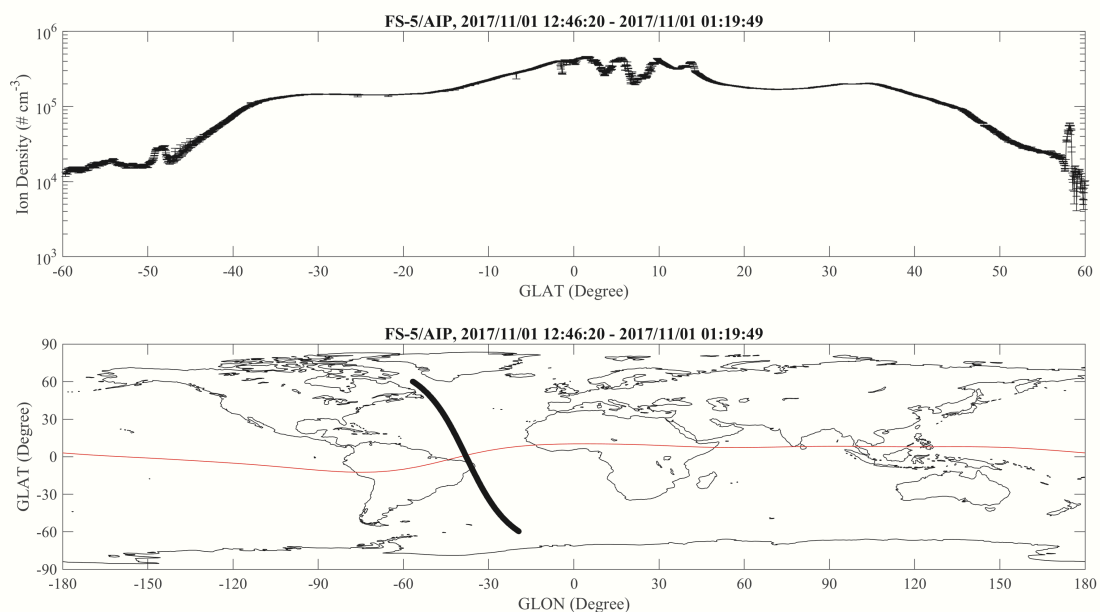 FS-5/AIP, 2017/11/01 12:46:20 - 2017/11/01 01:19:49
10^6
10^5
10^4
10^3
Ion Density (# cm^-3)
-60 -50 -40 -30 -20 -10 0 10 20 30 40 50 60
GLAT (Degree)
FS-5/AIP, 2017/11/01 12:46:20 - 2017/11/01 01:19:49
90
60
30
0
-30
-60
-90
GLAT (Degree)
-180 -150 -120 -90 -60 -30 0 30 60 90 120 150 180
GLON (Degree)